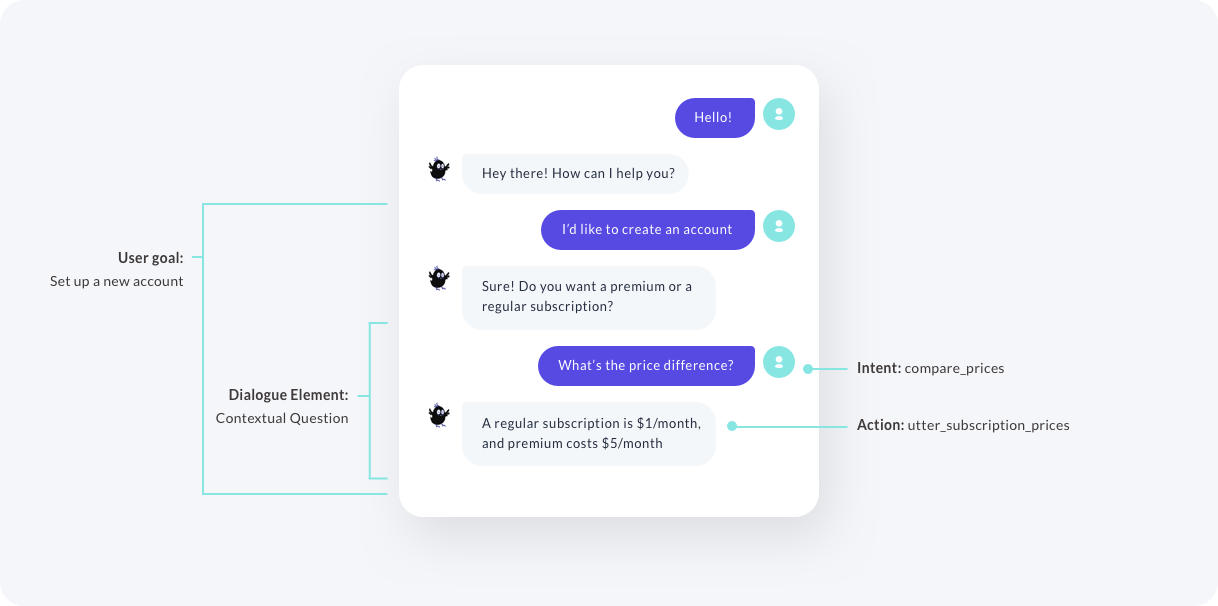 Hello!
Hey there! How can I help you?
I'd like to create an account
User goal:
Set up a new account
Sure! Do you want a premium or a
regular subscription?
What's the price difference?
Intent: compare_prices
Dialogue Element:
Contextual Question
A regular subscription is $1/month,
and premium costs $5/month
Action: utter_subscription_prices